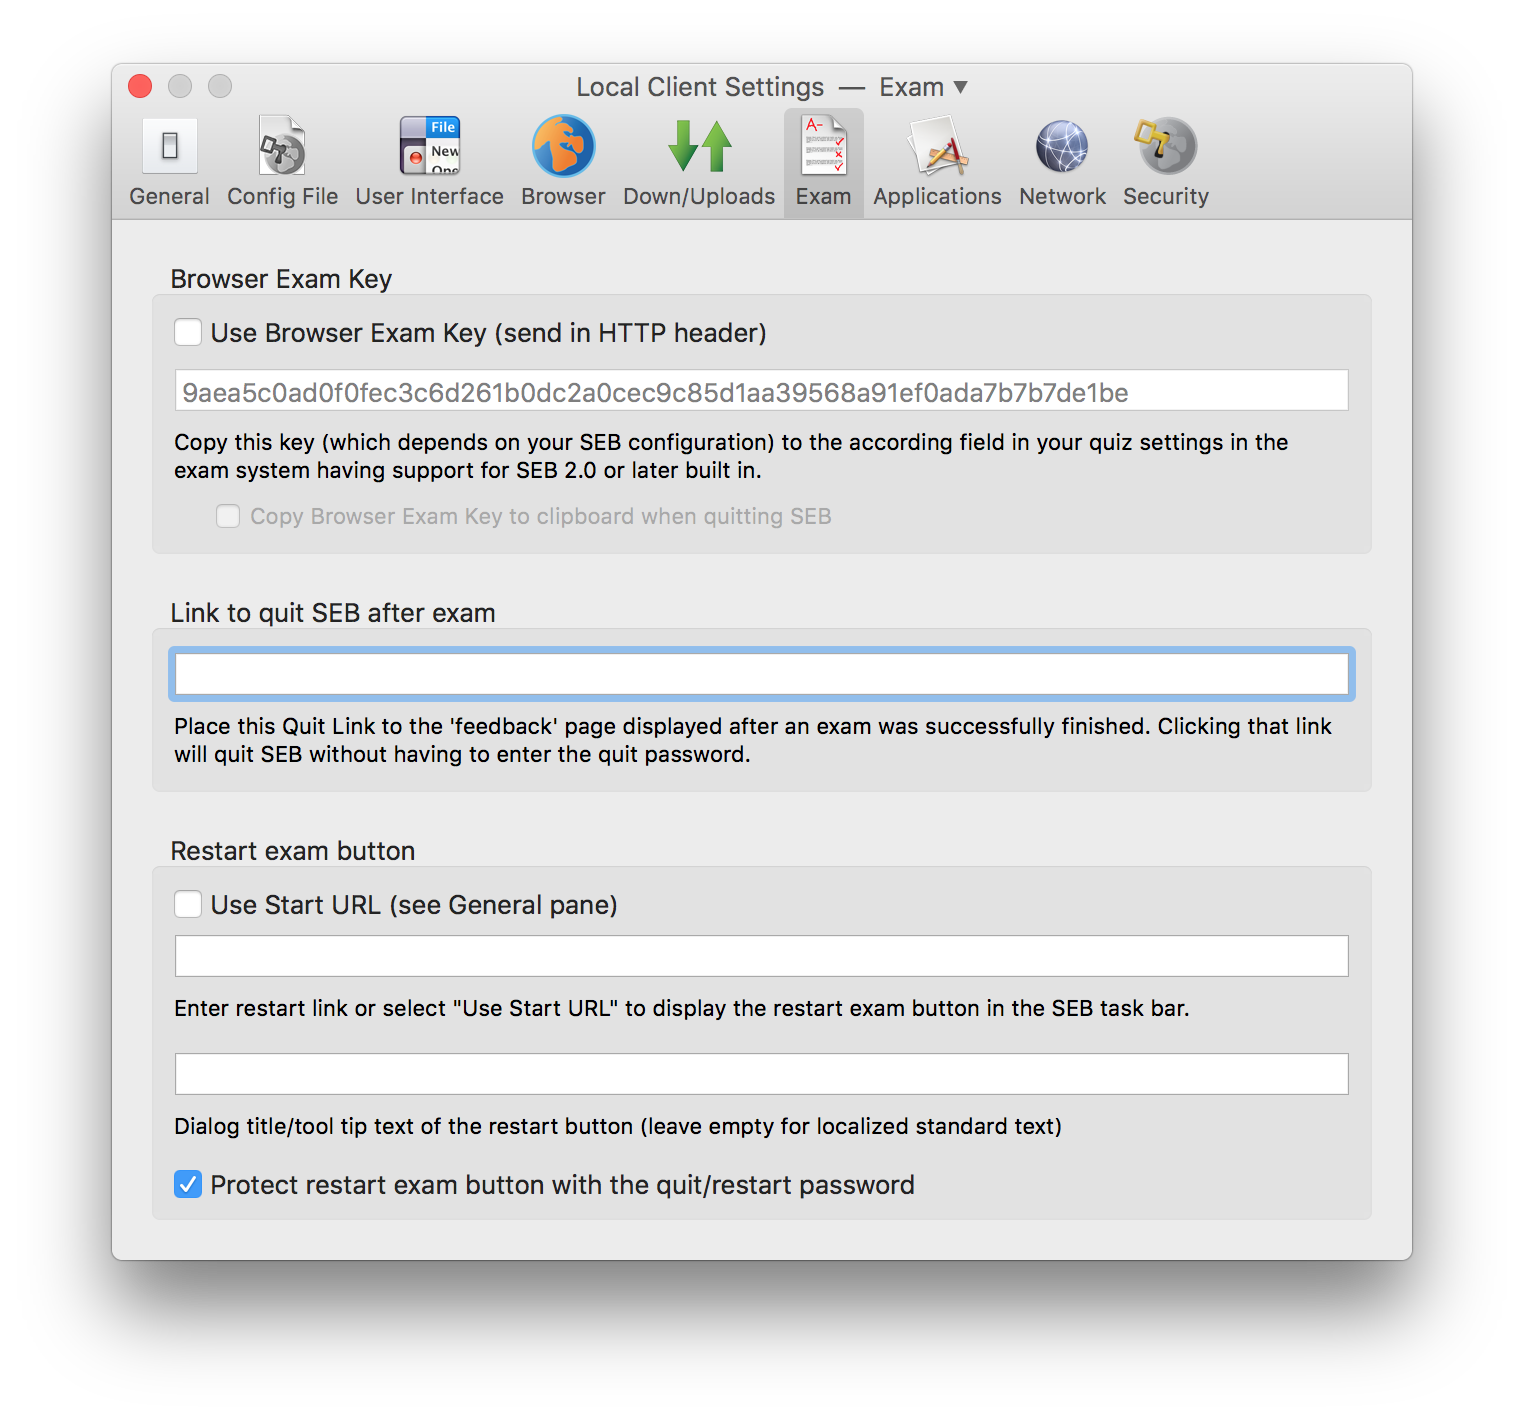 Local Client Settings — Exam ▼
File
New
A-
General Config File User Interface Browser Down/Uploads Exam Applications Network Security
Browser Exam Key
Use Browser Exam Key (send in HTTP header)
9aea5c0ad0f0fec3c6d261b0dc2a0cec9c85d1aa39568a91ef0ada7b7b7de1be
Copy this key (which depends on your SEB configuration) to the according field in your quiz settings in the
exam system having support for SEB 2.0 or later built in.
Copy Browser Exam Key to clipboard when quitting SEB
Link to quit SEB after exam
Place this Quit Link to the 'feedback' page displayed after an exam was successfully finished. Clicking that link
will quit SEB without having to enter the quit password.
Restart exam button
Use Start URL (see General pane)
Enter restart link or select "Use Start URL" to display the restart exam button in the SEB task bar.
Dialog title/tool tip text of the restart button (leave empty for localized standard text)
Protect restart exam button with the quit/restart password